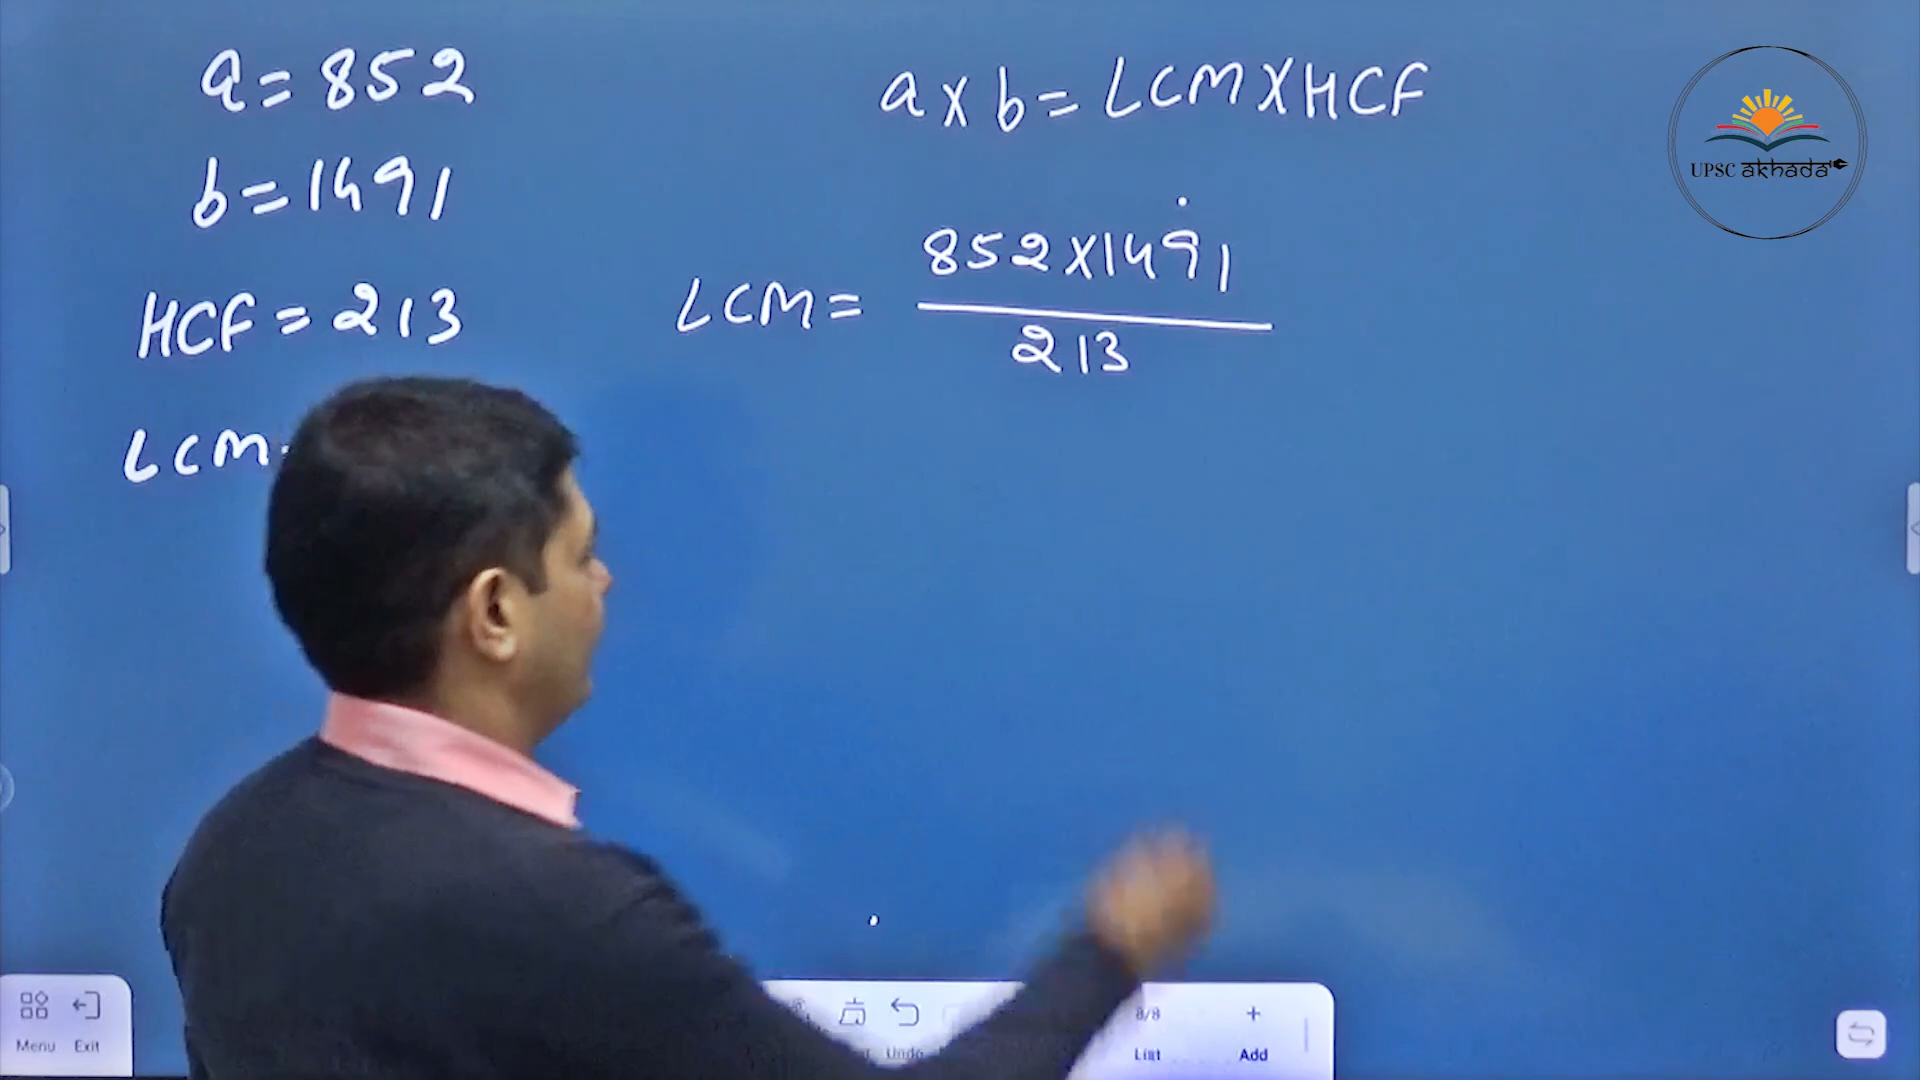 a = 852
b = 1491
HCF = 213
LCM
a x b = LCM X HCF
LCM = 852 X 1491
213
UPSC akhada
Menu
Exit
Undo
8/8
List
Add